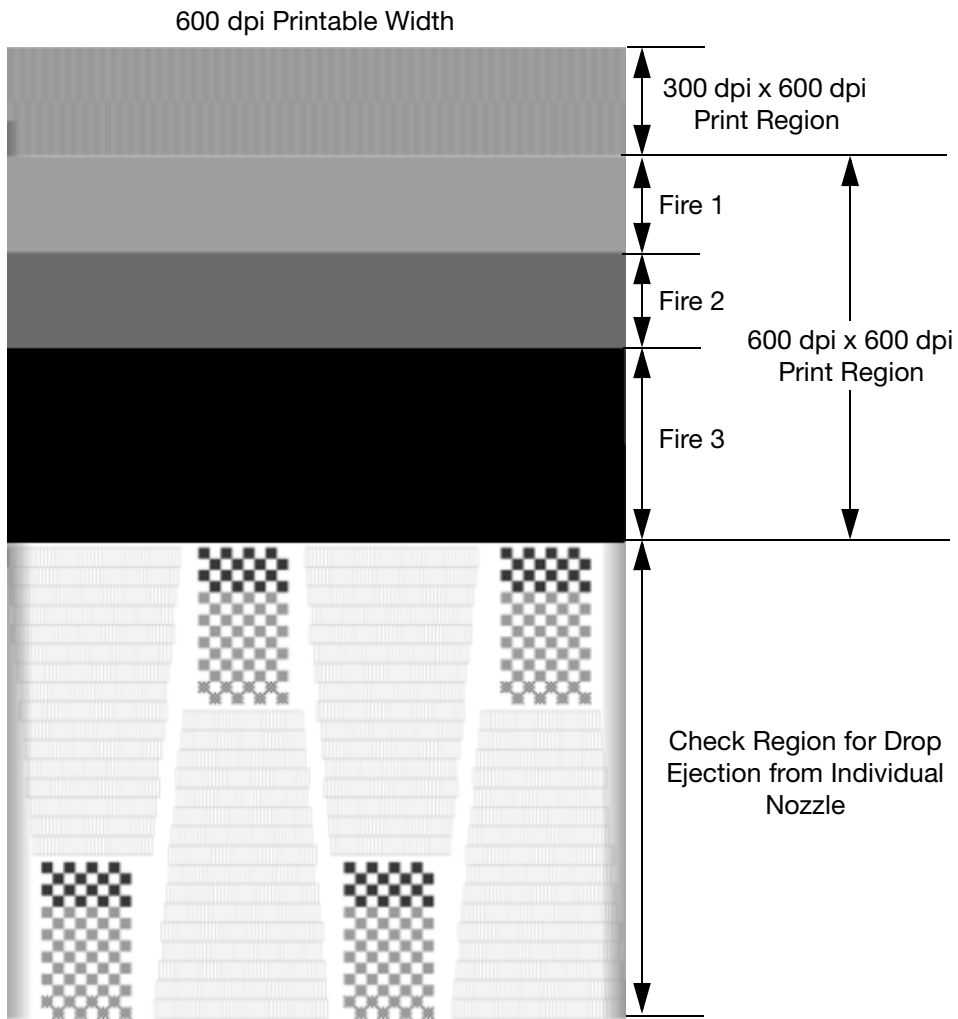 600 dpi Printable Width
300 dpi x 600 dpi
Print Region
Fire 1
Fire 2
600 dpi x 600 dpi
Print Region
Fire 3
Check Region for Drop
Ejection from Individual
Nozzle